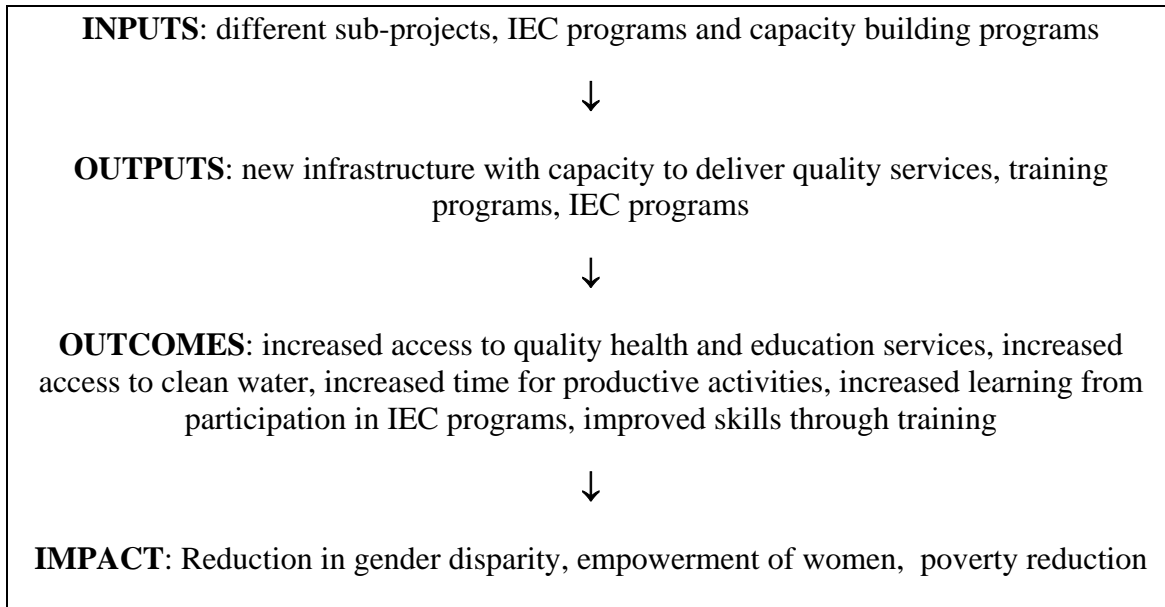 INPUTS: different sub-projects, IEC programs and capacity building programs
↓
OUTPUTS: new infrastructure with capacity to deliver quality services, training
programs, IEC programs
↓
OUTCOMES: increased access to quality health and education services, increased
access to clean water, increased time for productive activities, increased learning from
participation in IEC programs, improved skills through training
↓
IMPACT: Reduction in gender disparity, empowerment of women,  poverty reduction